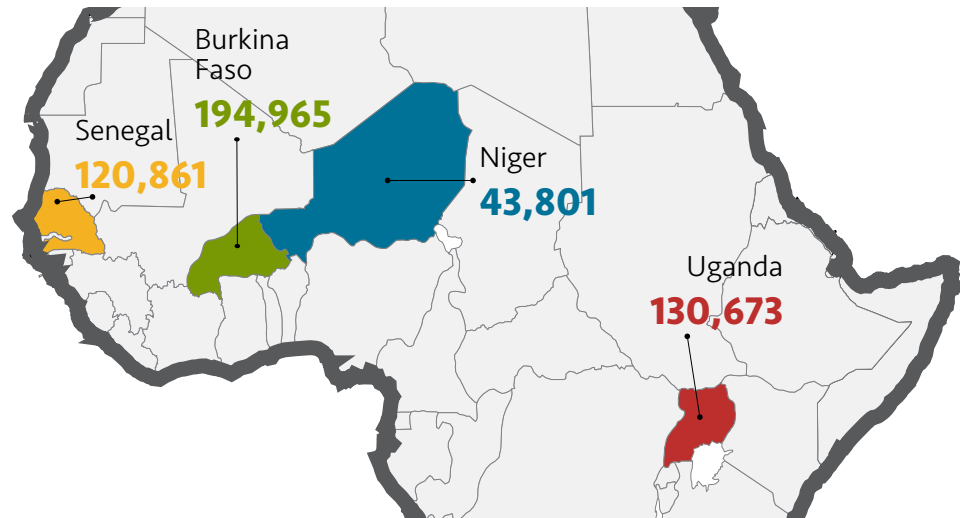 Burkina
Faso
194,965
Senegal
120,861
Niger
43,801
Uganda
130,673